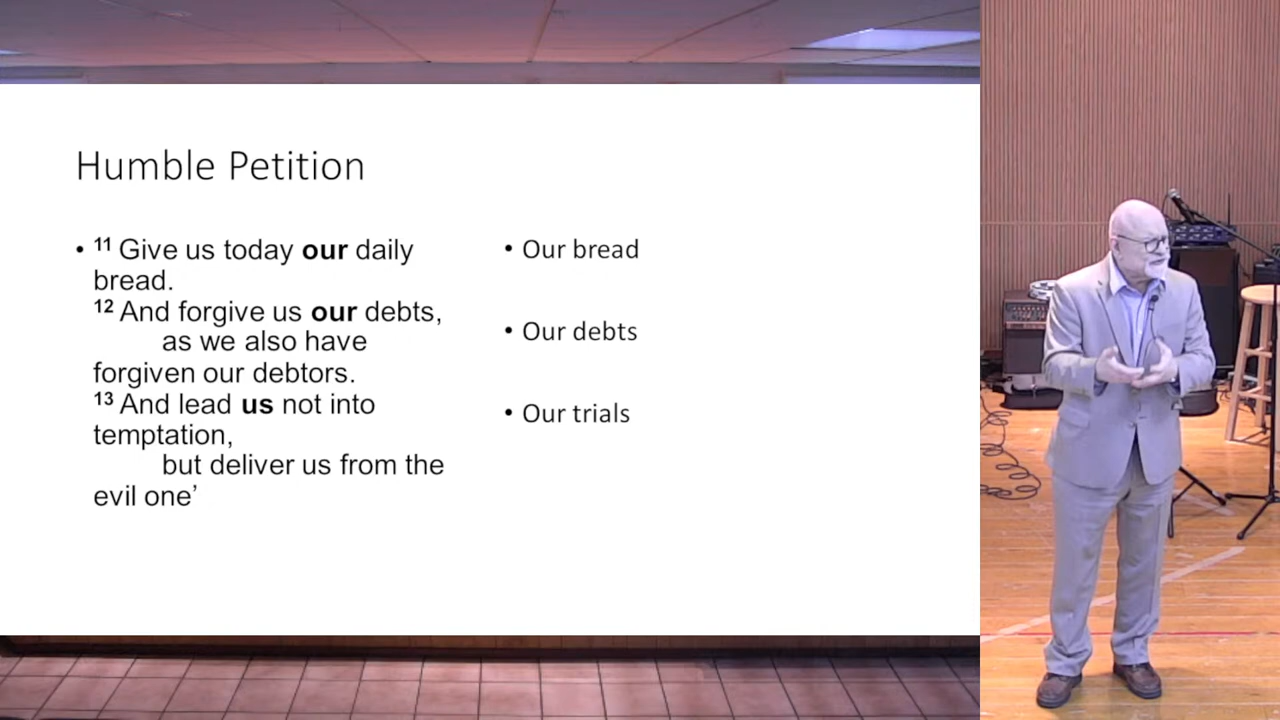 Humble Petition
• ¹¹ Give us today our daily
bread.
¹² And forgive us our debts,
as we also have
forgiven our debtors.
¹³ And lead us not into
temptation,
but deliver us from the
evil one’
• Our bread
• Our debts
• Our trials